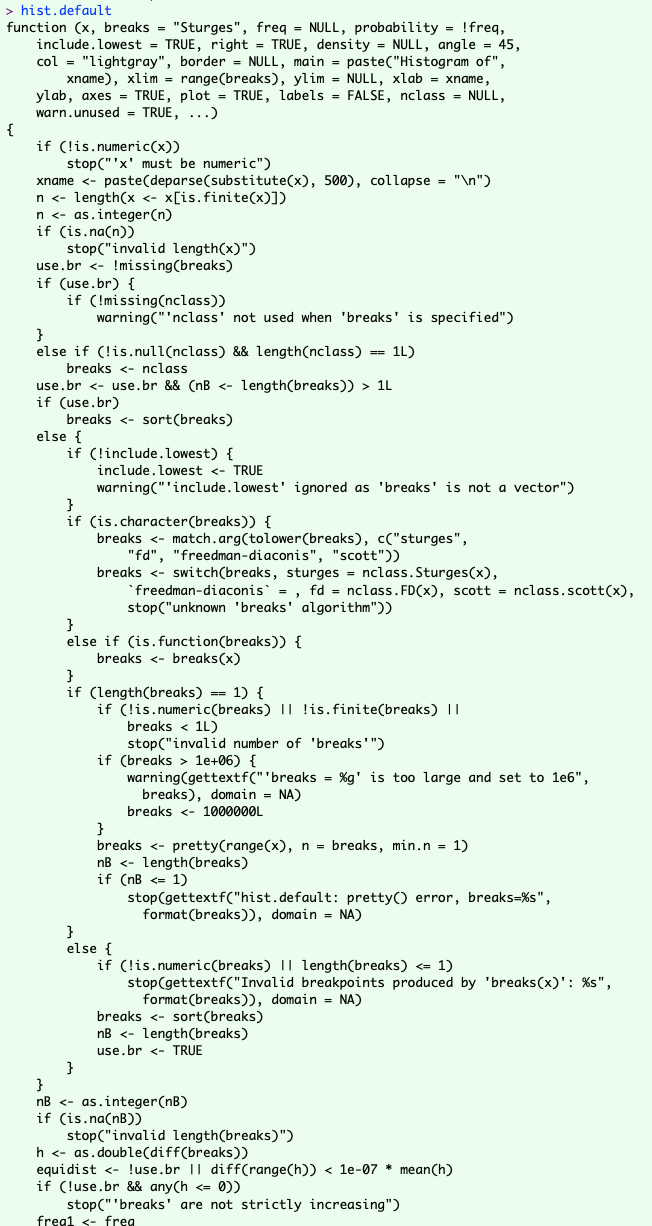 > hist.default
function (x, breaks = "Sturges", freq = NULL, probability = !freq,
    include.lowest = TRUE, right = TRUE, density = NULL, angle = 45,
    col = "lightgray", border = NULL, main = paste("Histogram of",
        xname), xlim = range(breaks), ylim = NULL, xlab = xname,
    ylab, axes = TRUE, plot = TRUE, labels = FALSE, nclass = NULL,
    warn.unused = TRUE, ...)
{
    if (!is.numeric(x))
        stop("'x' must be numeric")
    xname <- paste(deparse(substitute(x), 500), collapse = "\n")
    n <- length(x <- x[is.finite(x)])
    n <- as.integer(n)
    if (is.na(n))
        stop("invalid length(x)")
    use.br <- !missing(breaks)
    if (use.br) {
        if (!missing(nclass))
            warning("'nclass' not used when 'breaks' is specified")
    }
    else if (!is.null(nclass) && length(nclass) == 1L)
        breaks <- nclass
    use.br <- use.br && (nB <- length(breaks)) > 1L
    if (use.br)
        breaks <- sort(breaks)
    else {
        if (!include.lowest) {
            include.lowest <- TRUE
            warning("'include.lowest' ignored as 'breaks' is not a vector")
        }
        if (is.character(breaks)) {
            breaks <- match.arg(tolower(breaks), c("sturges",
                "fd", "freedman-diaconis", "scott"))
            breaks <- switch(breaks, sturges = nclass.Sturges(x),
                `freedman-diaconis` = , fd = nclass.FD(x), scott = nclass.scott(x),
                stop("unknown 'breaks' algorithm"))
        }
        else if (is.function(breaks)) {
            breaks <- breaks(x)
        }
        if (length(breaks) == 1) {
            if (!is.numeric(breaks) || !is.finite(breaks) ||
                breaks < 1L)
                stop("invalid number of 'breaks'")
            if (breaks > 1e+06) {
                warning(gettextf("'breaks = %g' is too large and set to 1e6",
                  breaks), domain = NA)
                breaks <- 1000000L
            }
            breaks <- pretty(range(x), n = breaks, min.n = 1)
            nB <- length(breaks)
            if (nB <= 1)
                stop(gettextf("hist.default: pretty() error, breaks=%s",
                  format(breaks)), domain = NA)
        }
        else {
            if (!is.numeric(breaks) || length(breaks) <= 1)
                stop(gettextf("Invalid breakpoints produced by 'breaks(x)': %s",
                  format(breaks)), domain = NA)
            breaks <- sort(breaks)
            nB <- length(breaks)
            use.br <- TRUE
        }
    }
    nB <- as.integer(nB)
    if (is.na(nB))
        stop("invalid length(breaks)")
    h <- as.double(diff(breaks))
    equidist <- !use.br || diff(range(h)) < 1e-07 * mean(h)
    if (!use.br && any(h <= 0))
        stop("'breaks' are not strictly increasing")
    freq1 <- freq